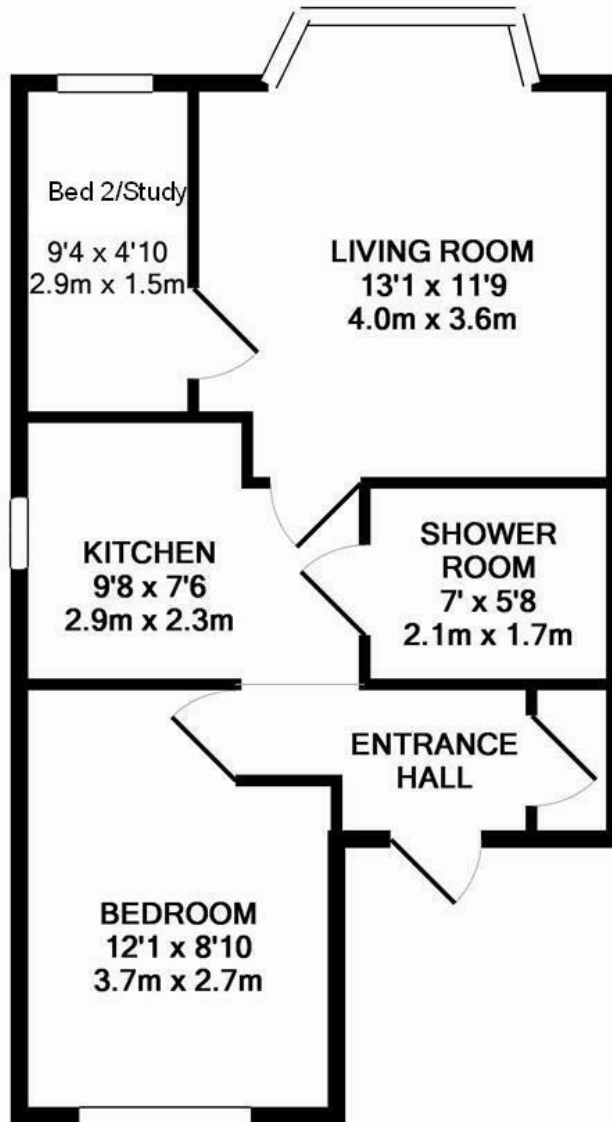 Bed 2/Study
9'4 x 4'10
2.9m x 1.5m
LIVING ROOM
13'1 x 11'9
4.0m x 3.6m
KITCHEN
9'8 x 7'6
2.9m x 2.3m
SHOWER
ROOM
7' x 5'8
2.1m x 1.7m
ENTRANCE
HALL
BEDROOM
12'1 x 8'10
3.7m x 2.7m